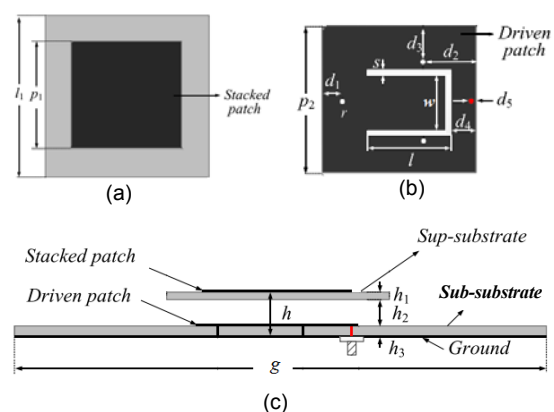 l1
p1
Stacked
patch
(a)
Driven
patch
d3
d2
s
d1
p2
w
r
d5
d4
l
(b)
Stacked patch
Sup-substrate
Driven patch
h
h1
h2
Sub-substrate
h3
Ground
g
(c)